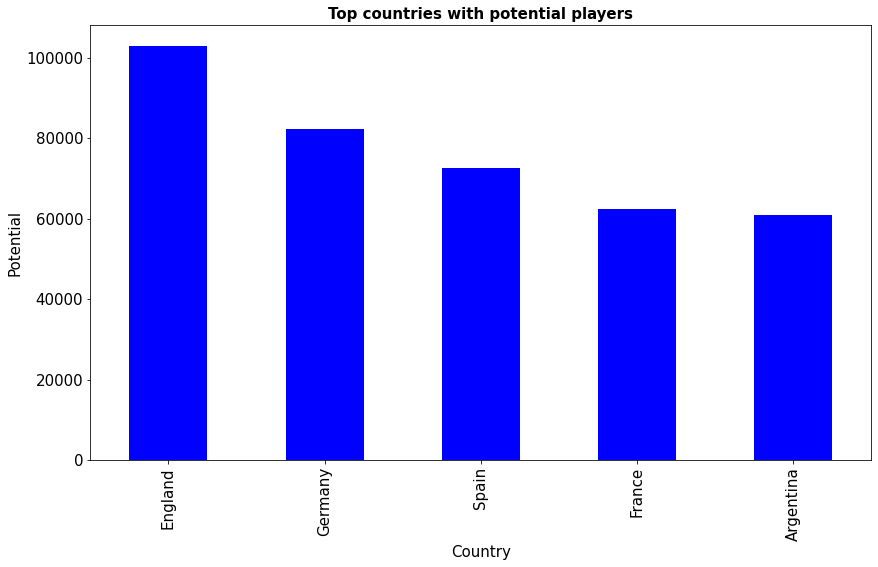 Top countries with potential players
100000
80000
60000
40000
20000
0
Potential
England
Germany
Spain
France
Argentina
Country